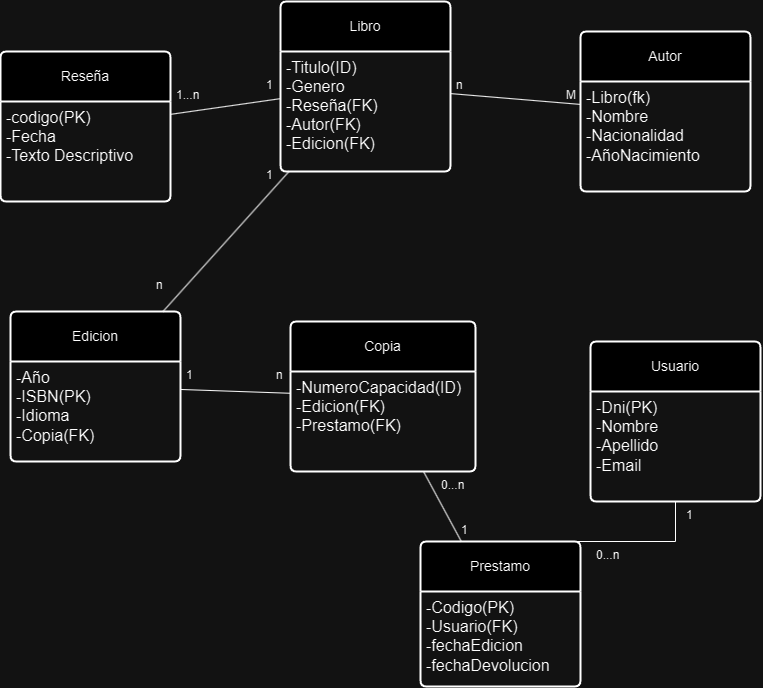 Libro
-Titulo(ID)
-Genero
-Reseña(FK)
-Autor(FK)
-Edicion(FK)
Reseña
-codigo(PK)
-Fecha
-Texto Descriptivo
1...n
1
n
M
Autor
-Libro(fk)
-Nombre
-Nacionalidad
-AñoNacimiento
1
n
Edicion
-Año
-ISBN(PK)
-Idioma
-Copia(FK)
1
n
Copia
-NumeroCapacidad(ID)
-Edicion(FK)
-Prestamo(FK)
Usuario
-Dni(PK)
-Nombre
-Apellido
-Email
0...n
1
1
0...n
Prestamo
-Codigo(PK)
-Usuario(FK)
-fechaEdicion
-fechaDevolucion